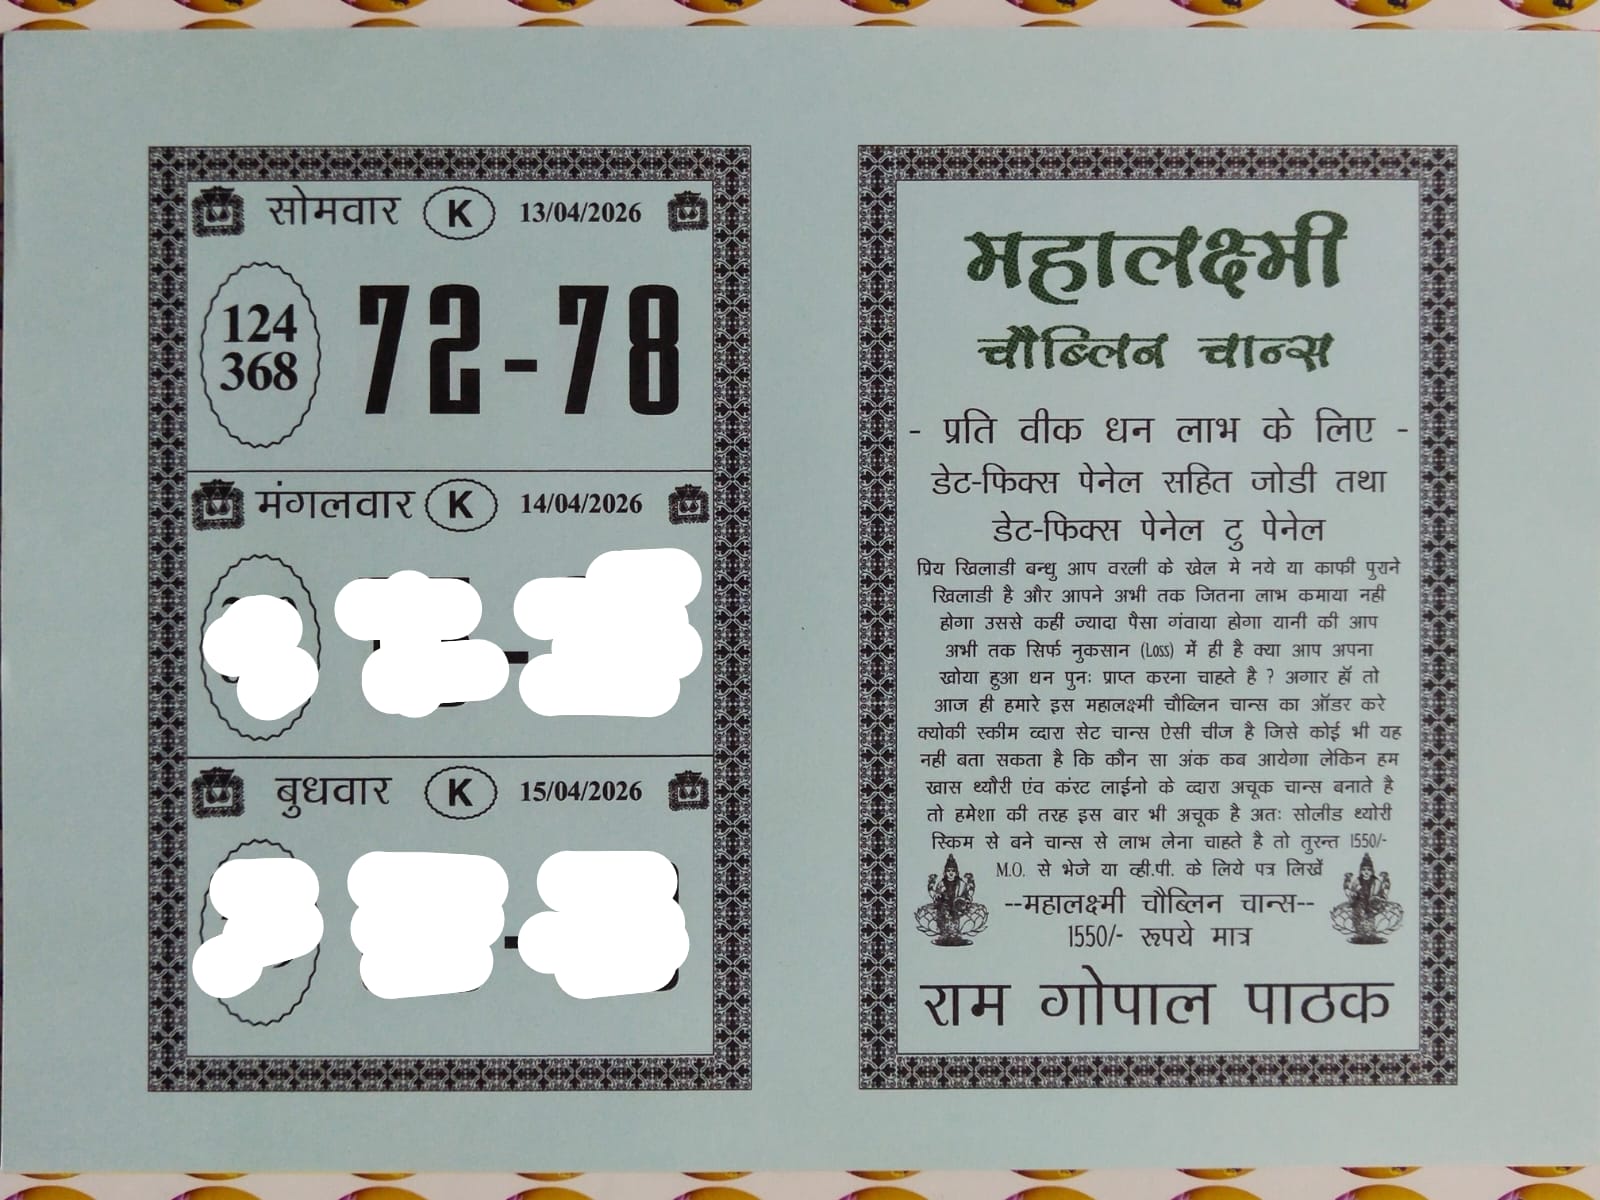 सोमवार K 13/04/2026
124
368
72-78
मंगलवार K 14/04/2026
-
बुधवार K 15/04/2026
-
महालक्ष्मी
चौब्लिन चान्स
- प्रति वीक धन लाभ के लिए -
डेट-फिक्स पेनेल सहित जोडी तथा
डेट-फिक्स पेनेल टु पेनेल
प्रिय खिलाडी बन्धु आप वरली के खेल मे नये या काफी पुराने
खिलाडी है और आपने अभी तक जितना लाभ कमाया नही
होगा उससे कही ज्यादा पैसा गंवाया होगा यानी की आप
अभी तक सिर्फ नुकसान (Loss) में ही है क्या आप अपना
खोया हुआ धन पुनः प्राप्त करना चाहते है ? अगार हॉ तो
आज ही हमारे इस महालक्ष्मी चौब्लिन चान्स का ऑडर करे
क्योकी स्कीम व्दारा सेट चान्स ऐसी चीज है जिसे कोई भी यह
नही बता सकता है कि कौन सा अंक कब आयेगा लेकिन हम
खास थ्यौरी एंव करंट लाईनो के व्दारा अचूक चान्स बनाते है
तो हमेशा की तरह इस बार भी अचूक है अतः सोलीड थ्योरी
स्किम से बने चान्स से लाभ लेना चाहते है तो तुरन्त 1550/-
M.O. से भेजे या व्ही.पी. के लिये पत्र लिखें
--महालक्ष्मी चौब्लिन चान्स--
1550/- रूपये मात्र
राम गोपाल पाठक